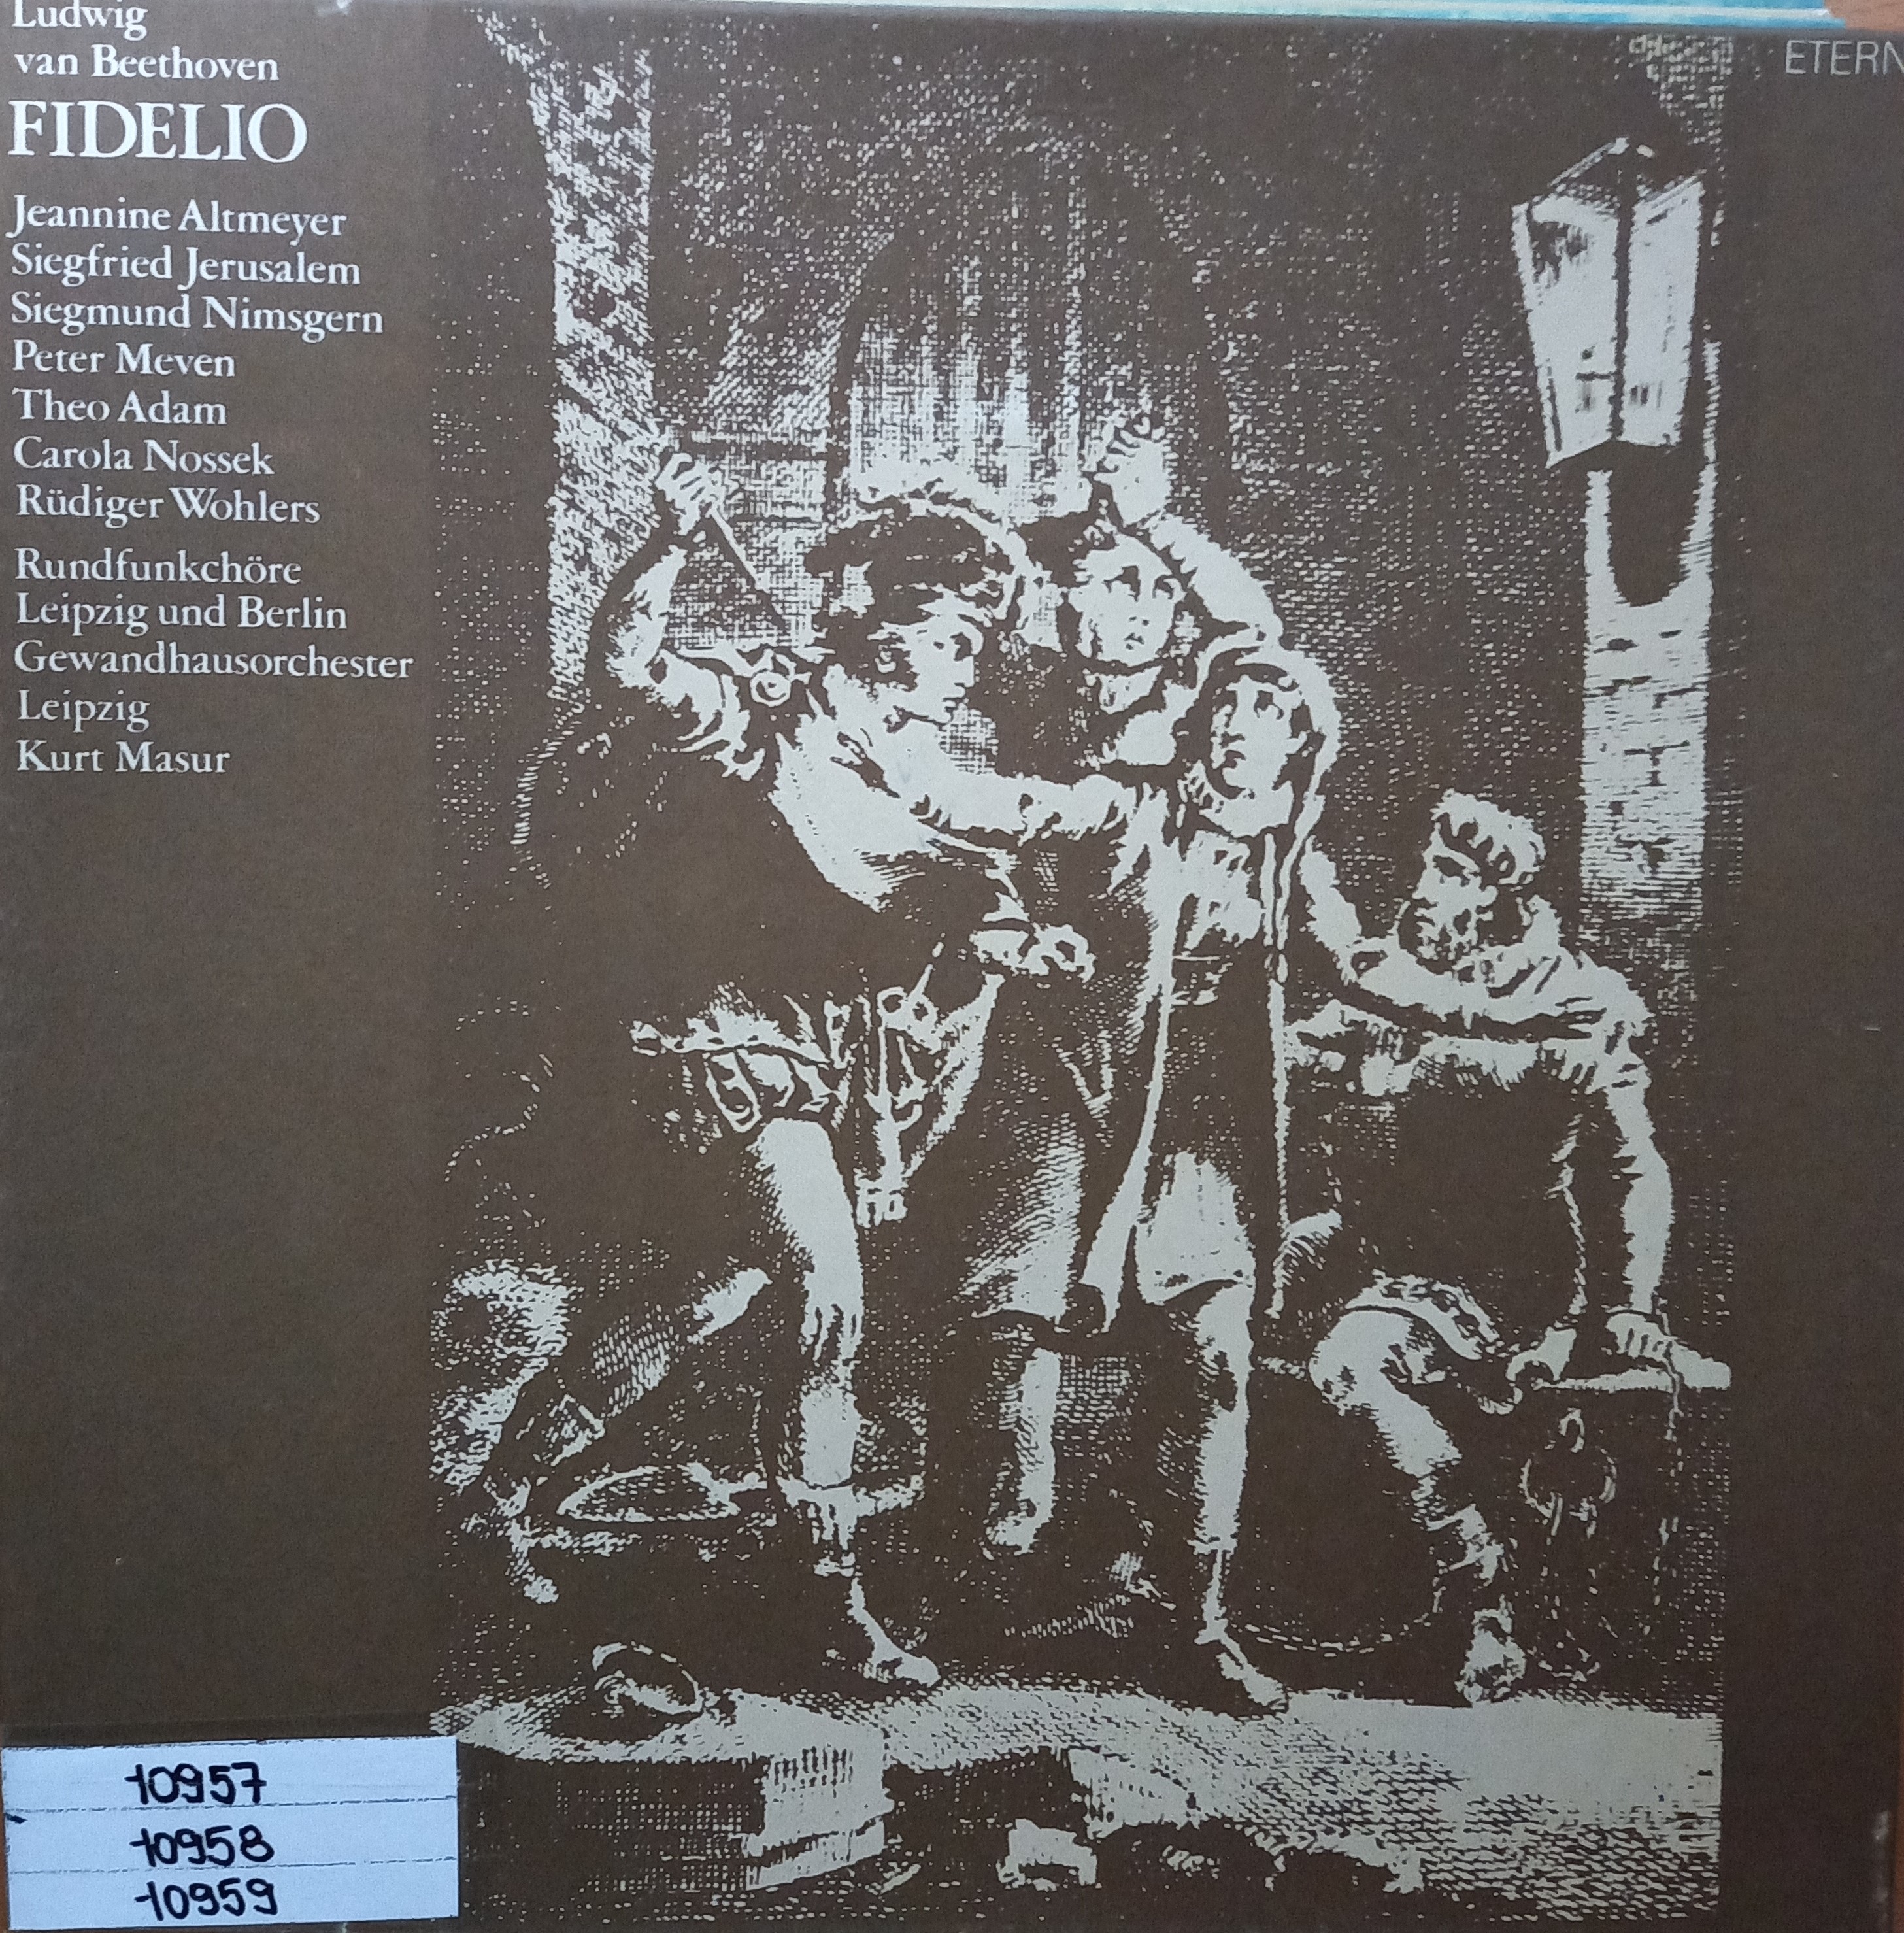 Ludwig
van Beethoven
FIDELIO
Jeannine Altmeyer
Siegfried Jerusalem
Siegmund Nimsgern
Peter Meven
Theo Adam
Carola Nossek
Rüdiger Wohlers
Rundfunkchöre
Leipzig und Berlin
Gewandhausorchester
Leipzig
Kurt Masur
ETERN
10957
10958
10959